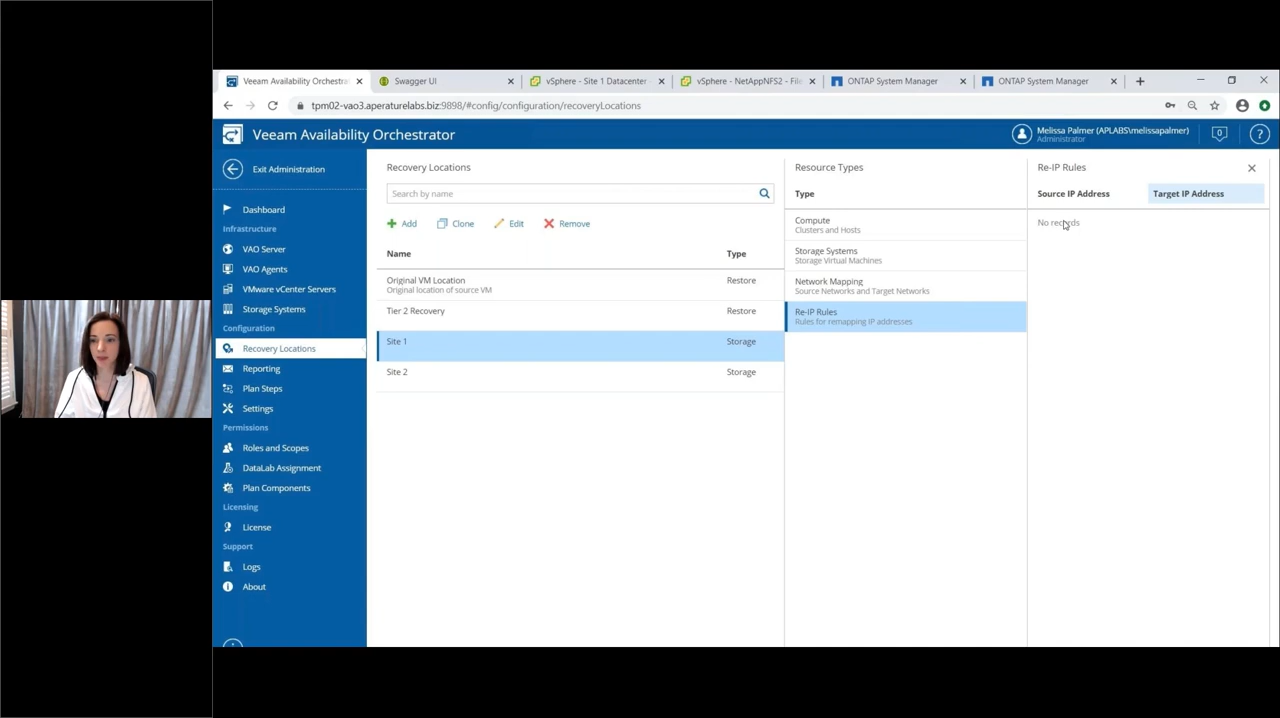 Veeam Availability Orchestra
Swagger UI
vSphere - Site 1 Datacenter
vSphere - NetAppNFS2 - File
ONTAP System Manager
ONTAP System Manager
tpm02-vao3.aperaturelabs.biz:9898/#config/configuration/recoveryLocations
Veeam Availability Orchestrator
Melissa Palmer (APLABS\melissapalmer)
Administrator
0
?
Exit Administration
Dashboard
Infrastructure
VAO Server
VAO Agents
VMware vCenter Servers
Storage Systems
Configuration
Recovery Locations
Reporting
Plan Steps
Settings
Permissions
Roles and Scopes
DataLab Assignment
Plan Components
Licensing
License
Support
Logs
About
Recovery Locations
Search by name
Add Clone Edit Remove
Name Type
Original VM Location Restore
Original location of source VM
Tier 2 Recovery Restore
Site 1 Storage
Site 2 Storage
Resource Types
Type
Compute
Clusters and Hosts
Storage Systems
Storage Virtual Machines
Network Mapping
Source Networks and Target Networks
Re-IP Rules
Rules for remapping IP addresses
Re-IP Rules
Source IP Address Target IP Address
No records